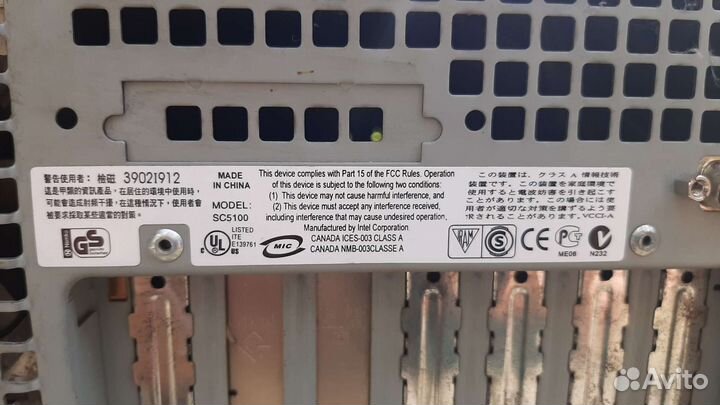 警告使用者： 檢磁 3902I912
這是甲類的資訊產品，在居住的環境中使用時，
可能會造成射頻干擾，在這種情況下，使用者會
被要求採取某些適當的對策。
GS
MADE
IN CHINA
MODEL:
SC5100
UL
LISTED
ITE
E139761
This device complies with Part 15 of the FCC Rules. Operation
of this device is subject to the following two conditions:
(1) This device may not cause harmful interference, and
(2) This device must accept any interference received,
including interference that may cause undesired operation.
Manufactured by Intel Corporation
CANADA ICES-003 CLASS A
CANADA NMB-003CLASSE A
MIC
この装置は、クラスＡ情報技術
装置です。この装置を家庭環境で
使用すると電波妨害を引き起こす
ことがあります。この場合には使
用者が適切な対策を講ずるよう要
求されることがあります。VCCI-A
S
CE
ME06
N232
Avito